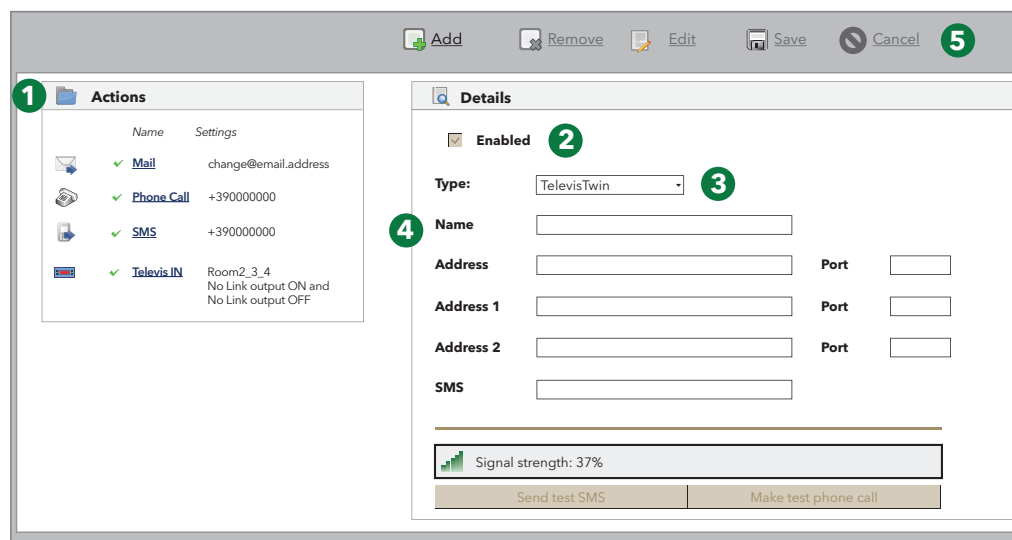 Add Remove Edit Save Cancel 5
1 Actions
Name Settings
Mail change@email.address
Phone Call +390000000
SMS +390000000
Televis IN Room2_3_4
No Link output ON and
No Link output OFF
Details
Enabled 2
Type: TelevisTwin 3
4 Name
Address Port
Address 1 Port
Address 2 Port
SMS
Signal strength: 37%
Send test SMS Make test phone call